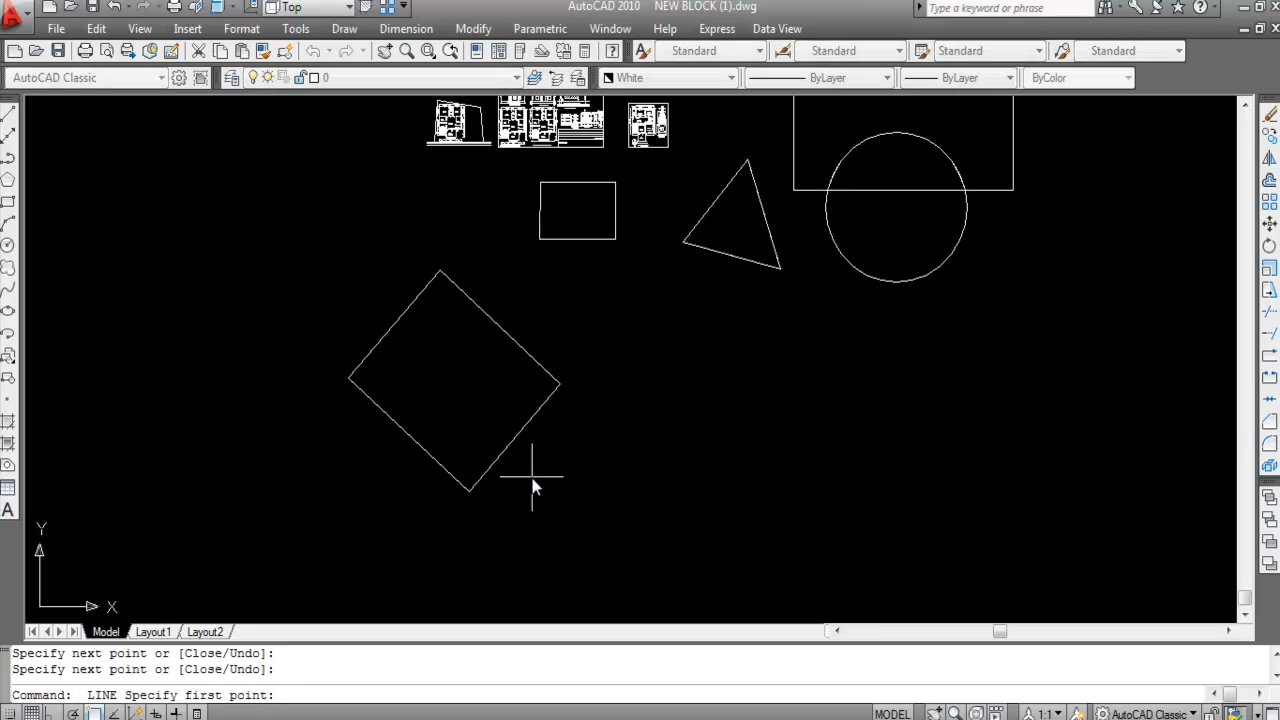 Top
AutoCAD 2010 NEW BLOCK (1).dwg
Type a keyword or phrase
File Edit View Insert Format Tools Draw Dimension Modify Parametric Window Help Express Data View
Standard Standard Standard Standard
AutoCAD Classic 0 White ByLayer ByLayer ByColor
A
Y
X
Model Layout1 Layout2
Specify next point or [Close/Undo]:
Specify next point or [Close/Undo]:
Command: LINE Specify first point:
MODEL 1:1 AutoCAD Classic